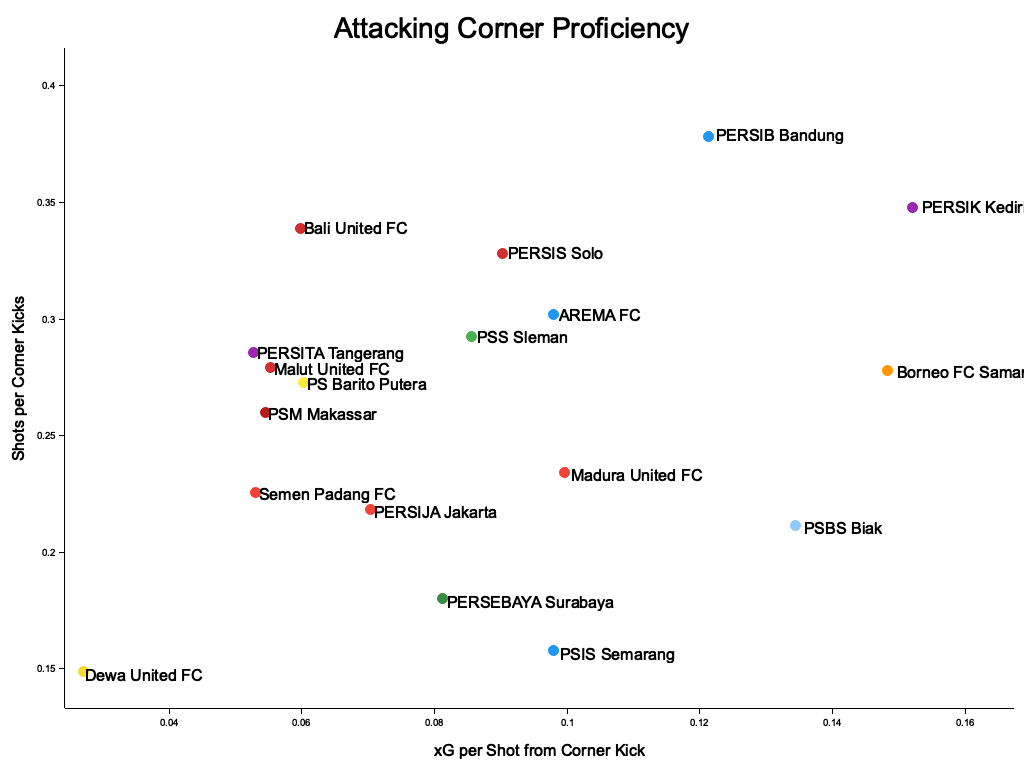 Attacking Corner Proficiency
0.4
PERSIB Bandung
0.35
PERSIK Kediri
Bali United FC
PERSIS Solo
Shots per Corner Kicks
0.3
AREMA FC
PSS Sleman
PERSITA Tangerang
Malut United FC
Borneo FC Samar
PS Barito Putera
PSM Makassar
0.25
Madura United FC
Semen Padang FC
PERSIJA Jakarta
PSBS Biak
0.2
PERSEBAYA Surabaya
PSIS Semarang
0.15
Dewa United FC
0.04 0.06 0.08 0.1 0.12 0.14 0.16
xG per Shot from Corner Kick